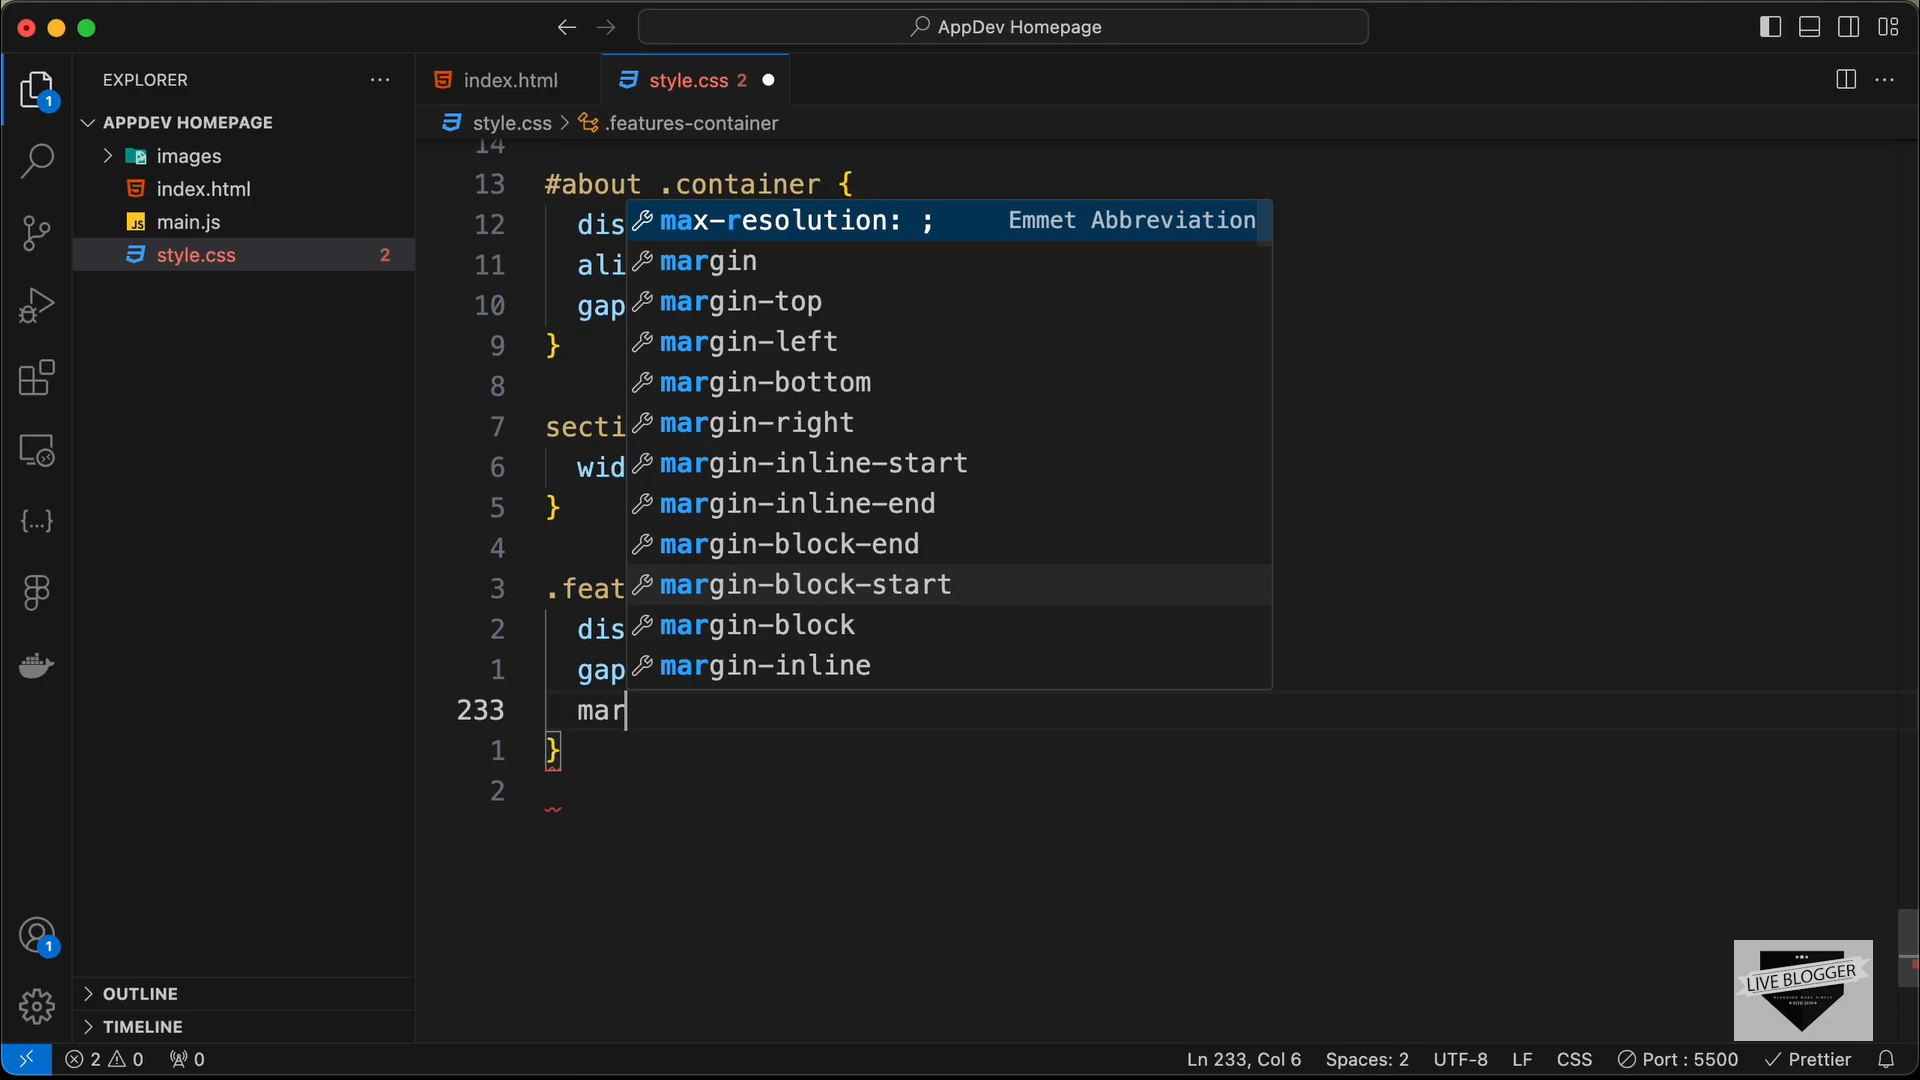 AppDev Homepage
EXPLORER
index.html
style.css 2
1
APPDEV HOMEPAGE
style.css > .features-container
images
index.html
JS main.js
style.css 2
14
13 #about .container {
12 dis
11 ali
10 gap
9 }
8
7 secti
6 wid
5 }
4
3 .feat
2 dis
1 gap
233 mar
1 }
2
max-resolution: ; Emmet Abbreviation
margin
margin-top
margin-left
margin-bottom
margin-right
margin-inline-start
margin-inline-end
margin-block-end
margin-block-start
margin-block
margin-inline
1
OUTLINE
TIMELINE
LIVE BLOGGER
2 0 0
Ln 233, Col 6 Spaces: 2 UTF-8 LF CSS Port : 5500 Prettier